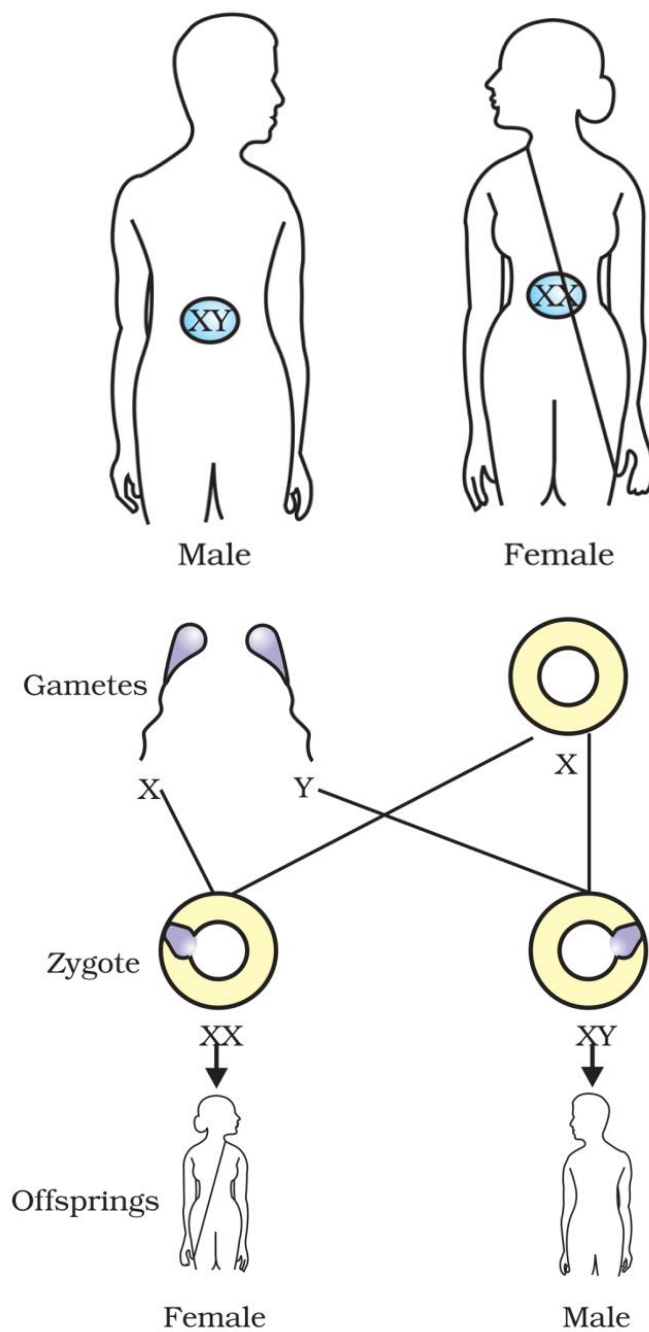 XY
XX
Male
Female
Gametes
X
Y
X
Zygote
XX
XY
Offsprings
Female
Male